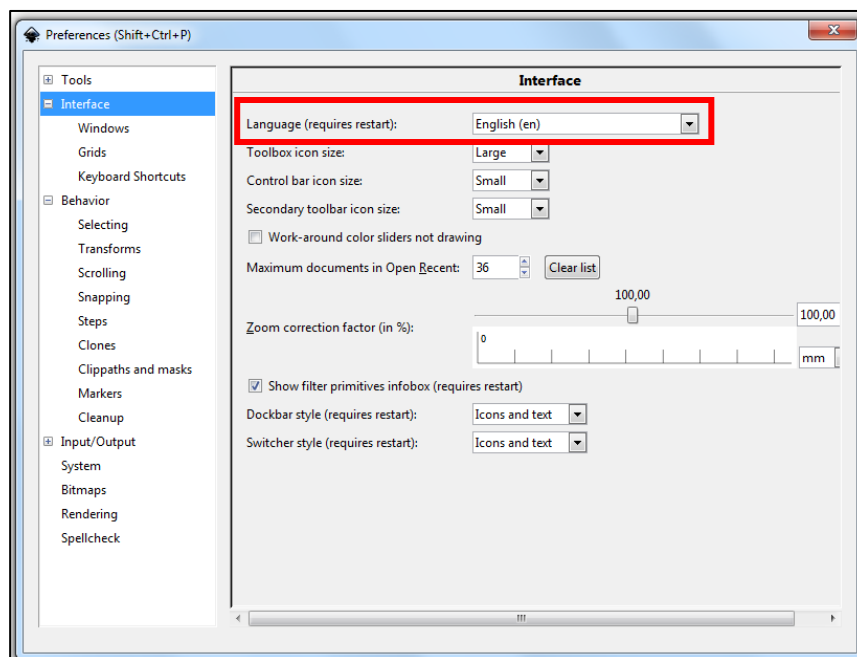 Preferences (Shift+Ctrl+P)
Tools
Interface
Windows
Grids
Keyboard Shortcuts
Behavior
Selecting
Transforms
Scrolling
Snapping
Steps
Clones
Clippaths and masks
Markers
Cleanup
Input/Output
System
Bitmaps
Rendering
Spellcheck
Interface
Language (requires restart): English (en)
Toolbox icon size: Large
Control bar icon size: Small
Secondary toolbar icon size: Small
Work-around color sliders not drawing
Maximum documents in Open Recent: 36 Clear list
100,00
Zoom correction factor (in %): 100,00
0
mm
Show filter primitives infobox (requires restart)
Dockbar style (requires restart): Icons and text
Switcher style (requires restart): Icons and text